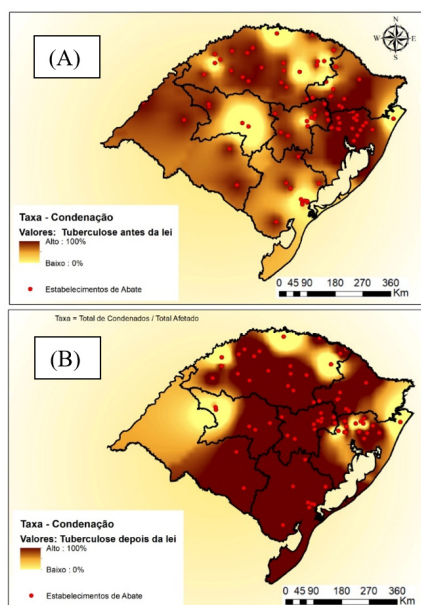 (A)
N
W E
S
Taxa - Condenação
Valores: Tuberculose antes da lei
Alto : 100%
Baixo : 0%
Estabelecimentos de Abate
0 45 90 180 270 360
Km
Taxa = Total de Condenados / Total Afetado
(B)
Taxa - Condenação
Valores: Tuberculose depois da lei
Alto : 100%
Baixo : 0%
Estabelecimentos de Abate
0 45 90 180 270 360
Km